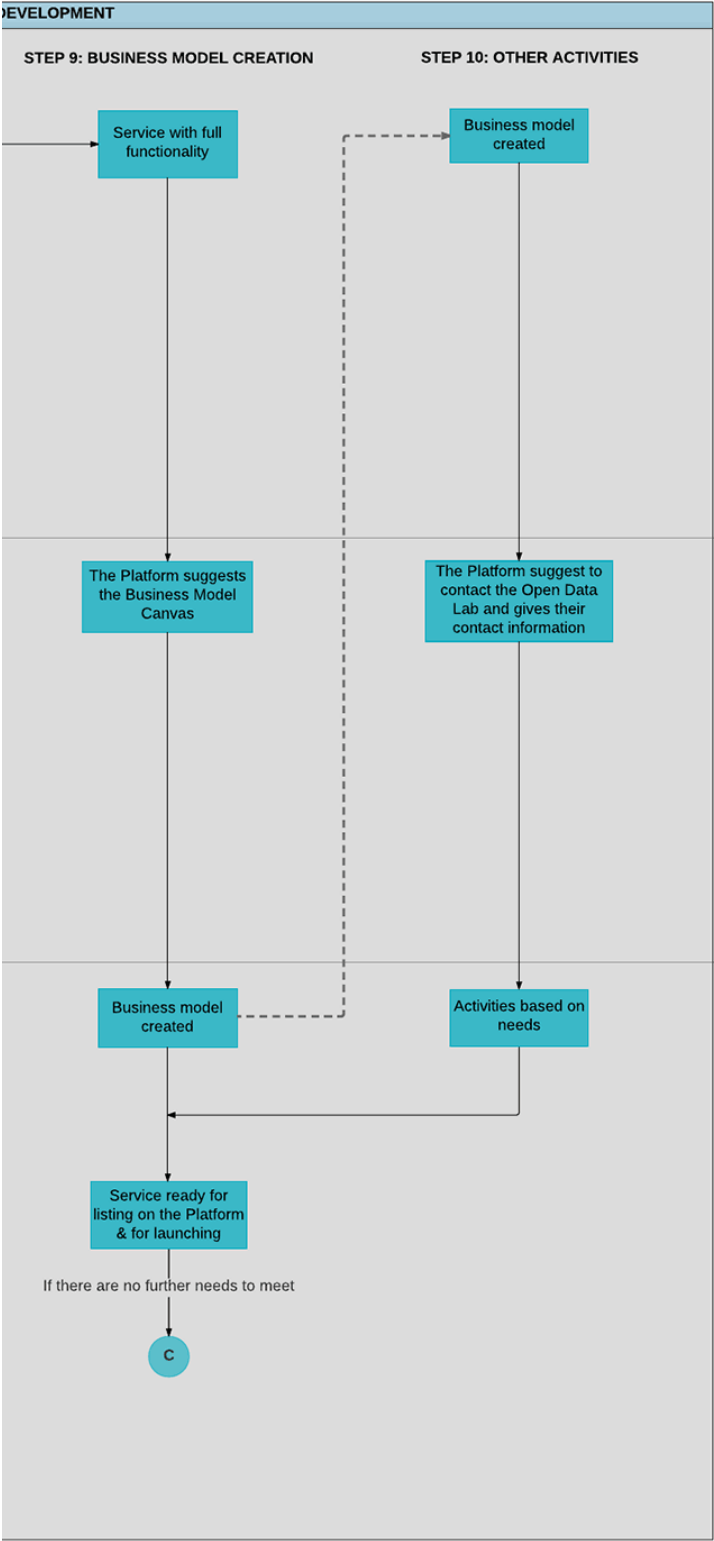 DEVELOPMENT
STEP 9: BUSINESS MODEL CREATION
Service with full
functionality
The Platform suggests
the Business Model
Canvas
Business model
created
Service ready for
listing on the Platform
& for launching
If there are no further needs to meet
C
STEP 10: OTHER ACTIVITIES
Business model
created
The Platform suggest to
contact the Open Data
Lab and gives their
contact information
Activities based on
needs